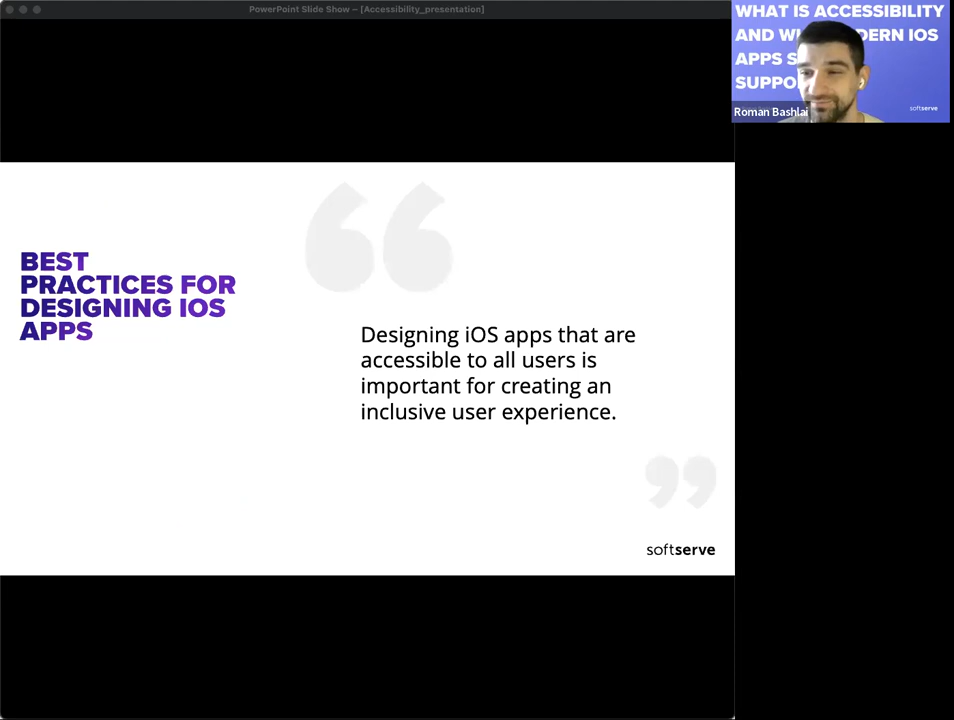 PowerPoint Slide Show – [Accessibility_presentation]
WHAT IS ACCESSIBILITY
AND DERN IOS
APPS
SUPPO
softserve
Roman Bashlai
BEST
PRACTICES FOR
DESIGNING IOS
APPS
Designing iOS apps that are
accessible to all users is
important for creating an
inclusive user experience.
softserve